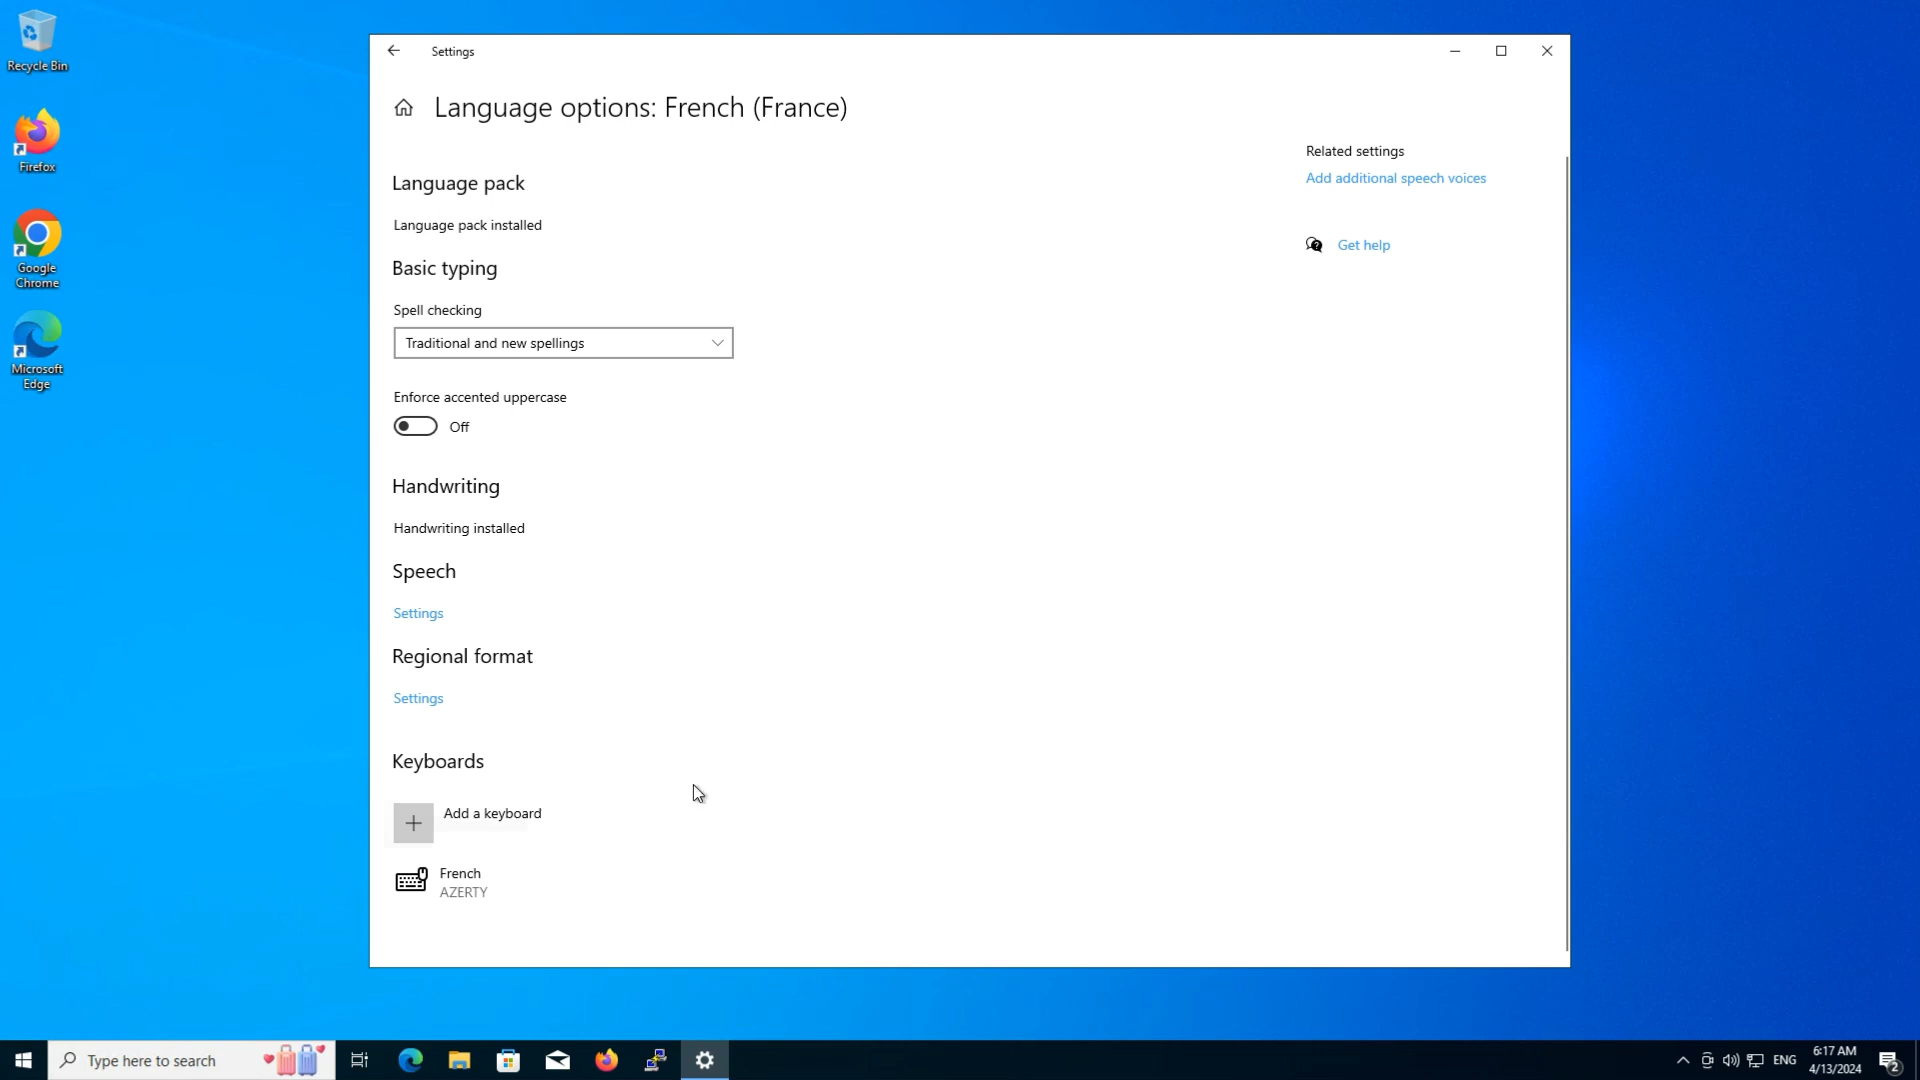 Recycle Bin
Firefox
Google
Chrome
Microsoft
Edge
Settings
Language options: French (France)
Language pack
Language pack installed
Basic typing
Spell checking
Traditional and new spellings
Enforce accented uppercase
Off
Handwriting
Handwriting installed
Speech
Settings
Regional format
Settings
Keyboards
Add a keyboard
French
AZERTY
Related settings
Add additional speech voices
Get help
Type here to search
ENG
6:17 AM
4/13/2024
2